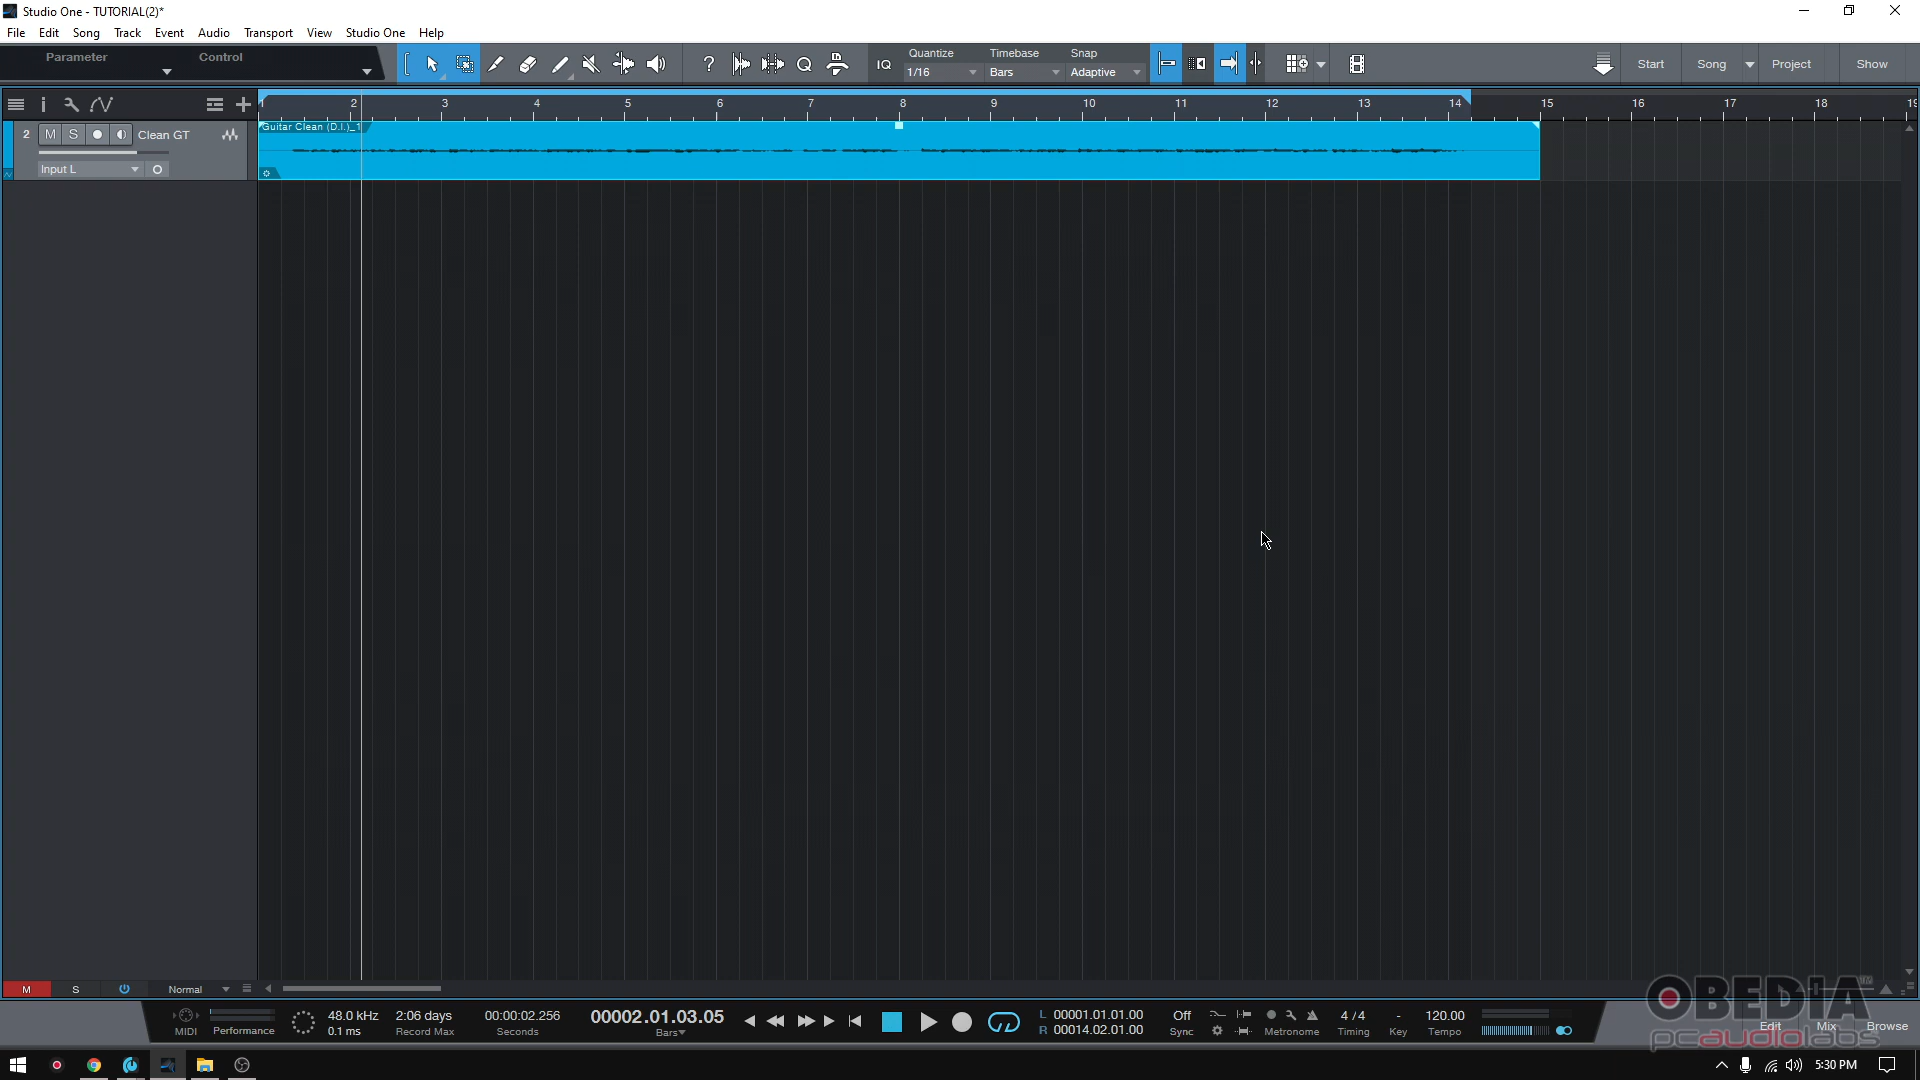 Studio One - TUTORIAL(2)*
File Edit Song Track Event Audio Transport View Studio One Help
Parameter Control
Quantize Timebase Snap
IQ 1/16 Bars Adaptive
Start Song Project Show
2 3 4 5 6 7 8 9 10 11 12 13 14 15 16 17 18 19
2 M S Clean GT
Guitar Clean (D.I.)_1
Input L
M S Normal
OBEDIA
pcaudiolabs
MIDI Performance
48.0 kHz
0.1 ms
2:06 days
Record Max
00:00:02.256
Seconds
00002.01.03.05
Bars
L 00001.01.01.00
R 00014.02.01.00
Off
Sync
Metronome
4 / 4
Timing
-
Key
120.00
Tempo
Edit Mix Browse
5:30 PM